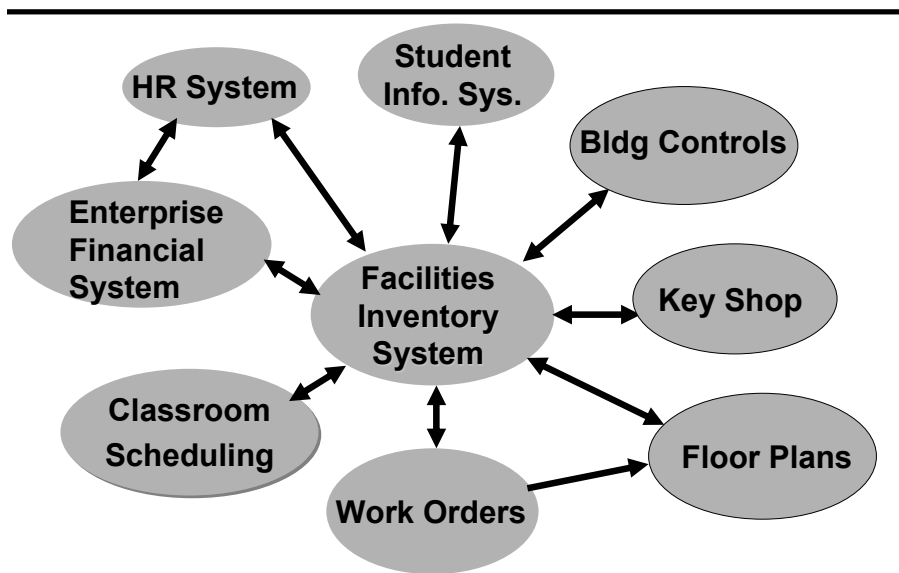 Student
Info. Sys.
HR System
Bldg Controls
Enterprise
Financial
System
Facilities
Inventory
System
Key Shop
Classroom
Scheduling
Floor Plans
Work Orders